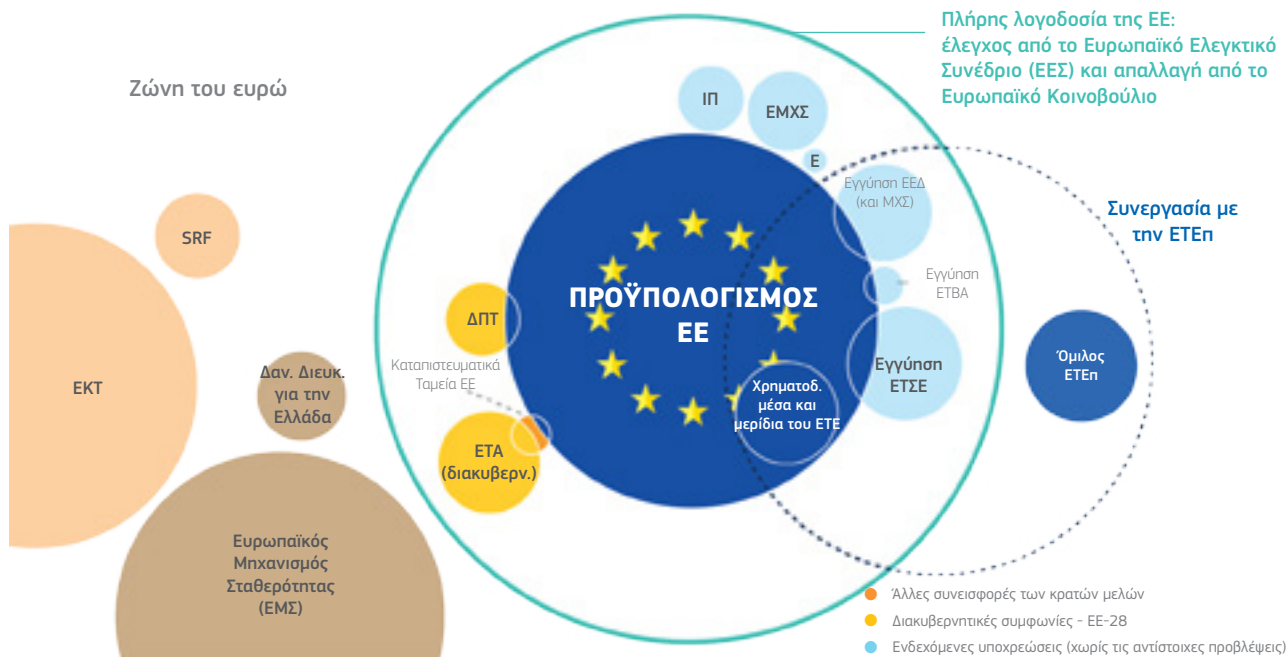 Πλήρης λογοδοσία της ΕΕ:
έλεγχος από το Ευρωπαϊκό Ελεγκτικό
Συνέδριο (ΕΕΣ) και απαλλαγή από το
Ευρωπαϊκό Κοινοβούλιο
Ζώνη του ευρώ
ΙΠ
ΕΜΧΣ
Ε
Εγγύηση ΕΕΔ
(και ΜΧΣ)
Συνεργασία με
την ΕΤΕπ
SRF
Εγγύηση
ΕΤΒΑ
ΠΡΟΫΠΟΛΟΓΙΣΜΟΣ
ΕΕ
ΔΠΤ
Καταπιστευματικά
Ταμεία ΕΕ
ΕΚΤ
Δαν. Διευκ.
για την
Ελλάδα
Εγγύηση
ΕΤΣΕ
Όμιλος
ΕΤΕπ
Χρηματοδ.
μέσα και
μερίδια του ΕΤΕ
ΕΤΑ
(διακυβερν.)
Ευρωπαϊκός
Μηχανισμός
Σταθερότητας
(ΕΜΣ)
Άλλες συνεισφορές των κρατών μελών
Διακυβερνητικές συμφωνίες - ΕΕ-28
Ενδεχόμενες υποχρεώσεις (χωρίς τις αντίστοιχες προβλέψεις)